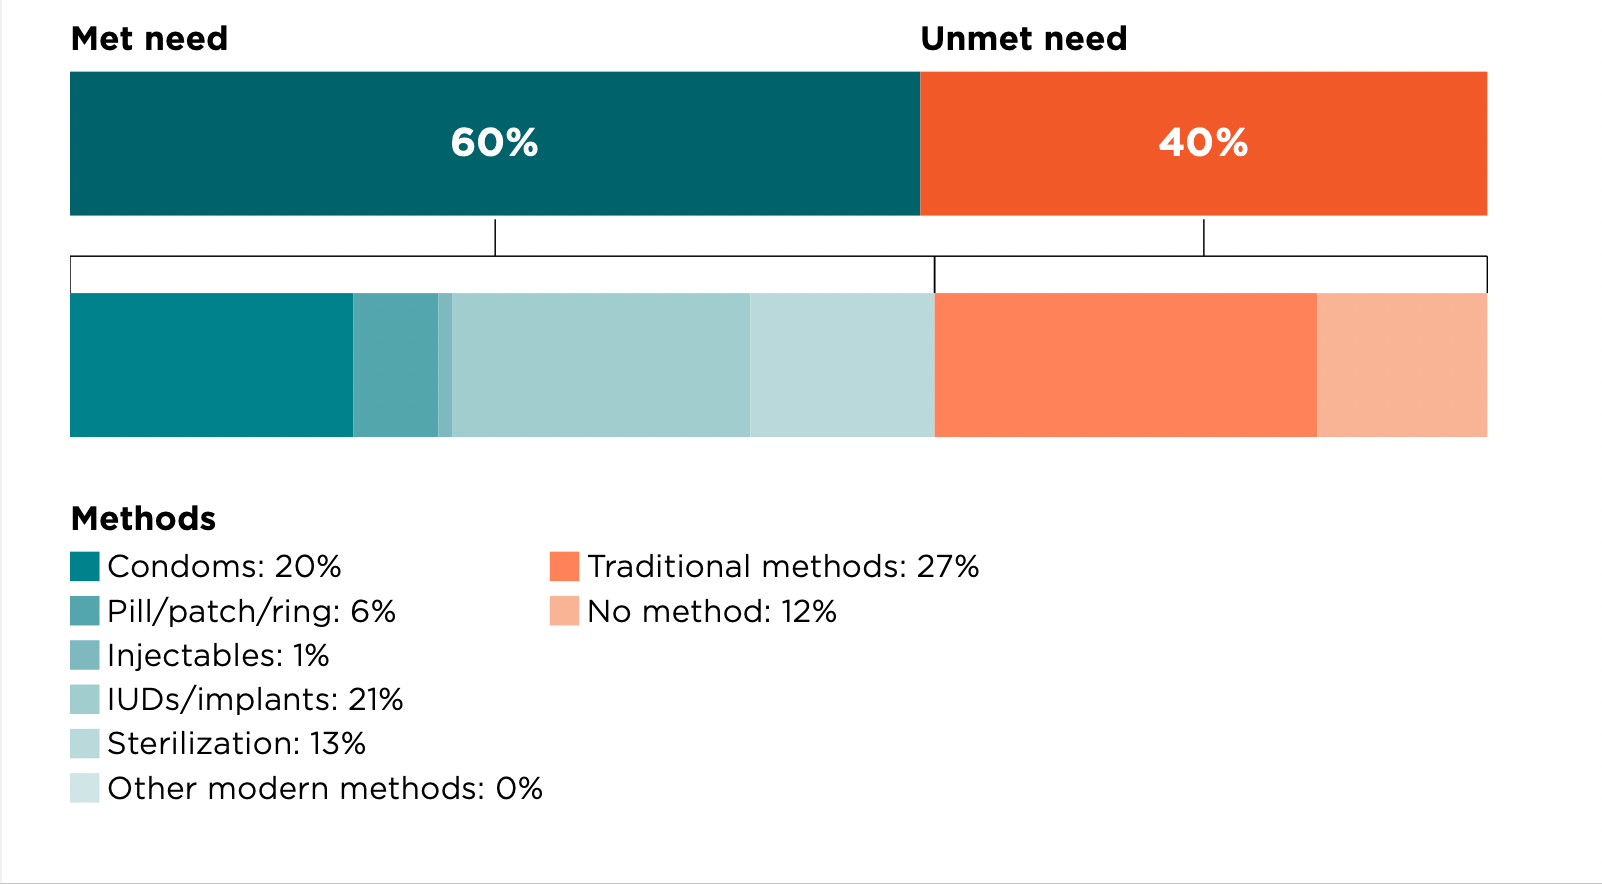 Met need
Unmet need
60%
40%
Methods
Condoms: 20%
Pill/patch/ring: 6%
Injectables: 1%
IUDs/implants: 21%
Sterilization: 13%
Other modern methods: 0%
Traditional methods: 27%
No method: 12%